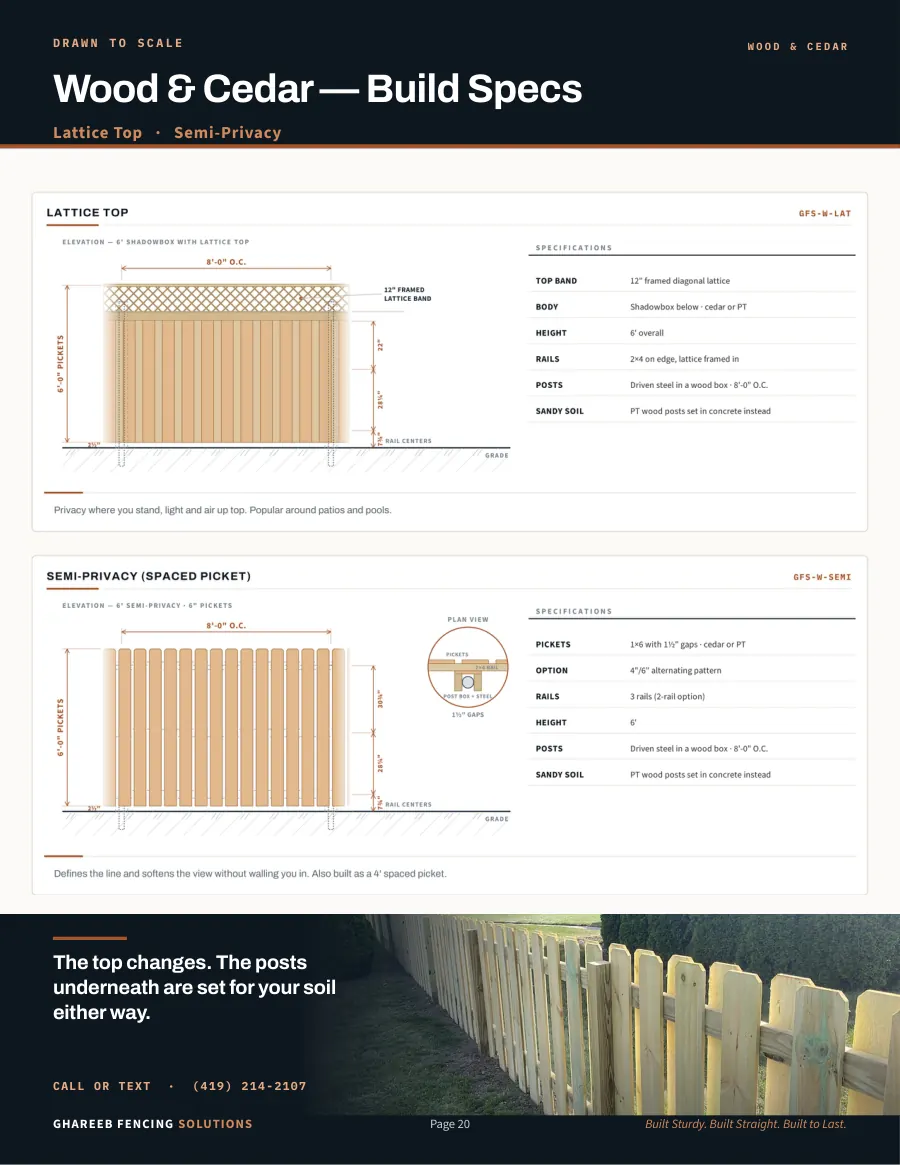 DRAWN TO SCALE
WOOD & CEDAR
Wood & Cedar — Build Specs
Lattice Top · Semi-Privacy
LATTICE TOP
GFS-W-LAT
ELEVATION — 6' SHADOWBOX WITH LATTICE TOP
8'-0" O.C.
12" FRAMED
LATTICE BAND
6'-0" PICKETS
22"
28¼"
7¾"
2½"
RAIL CENTERS
GRADE
SPECIFICATIONS
TOP BAND 12" framed diagonal lattice
BODY Shadowbox below · cedar or PT
HEIGHT 6' overall
RAILS 2×4 on edge, lattice framed in
POSTS Driven steel in a wood box · 8'-0" O.C.
SANDY SOIL PT wood posts set in concrete instead
Privacy where you stand, light and air up top. Popular around patios and pools.
SEMI-PRIVACY (SPACED PICKET)
GFS-W-SEMI
ELEVATION — 6' SEMI-PRIVACY · 6" PICKETS
8'-0" O.C.
6'-0" PICKETS
30¼"
28¼"
7¾"
2½"
RAIL CENTERS
GRADE
PLAN VIEW
PICKETS
POST BOX + STEEL
1½" GAPS
SPECIFICATIONS
PICKETS 1×6 with 1½" gaps · cedar or PT
OPTION 4"/6" alternating pattern
RAILS 3 rails (2-rail option)
HEIGHT 6'
POSTS Driven steel in a wood box · 8'-0" O.C.
SANDY SOIL PT wood posts set in concrete instead
Defines the line and softens the view without walling you in. Also built as a 4' spaced picket.
The top changes. The posts
underneath are set for your soil
either way.
CALL OR TEXT · (419) 214-2107
GHAREEB FENCING SOLUTIONS
Page 20
Built Sturdy. Built Straight. Built to Last.